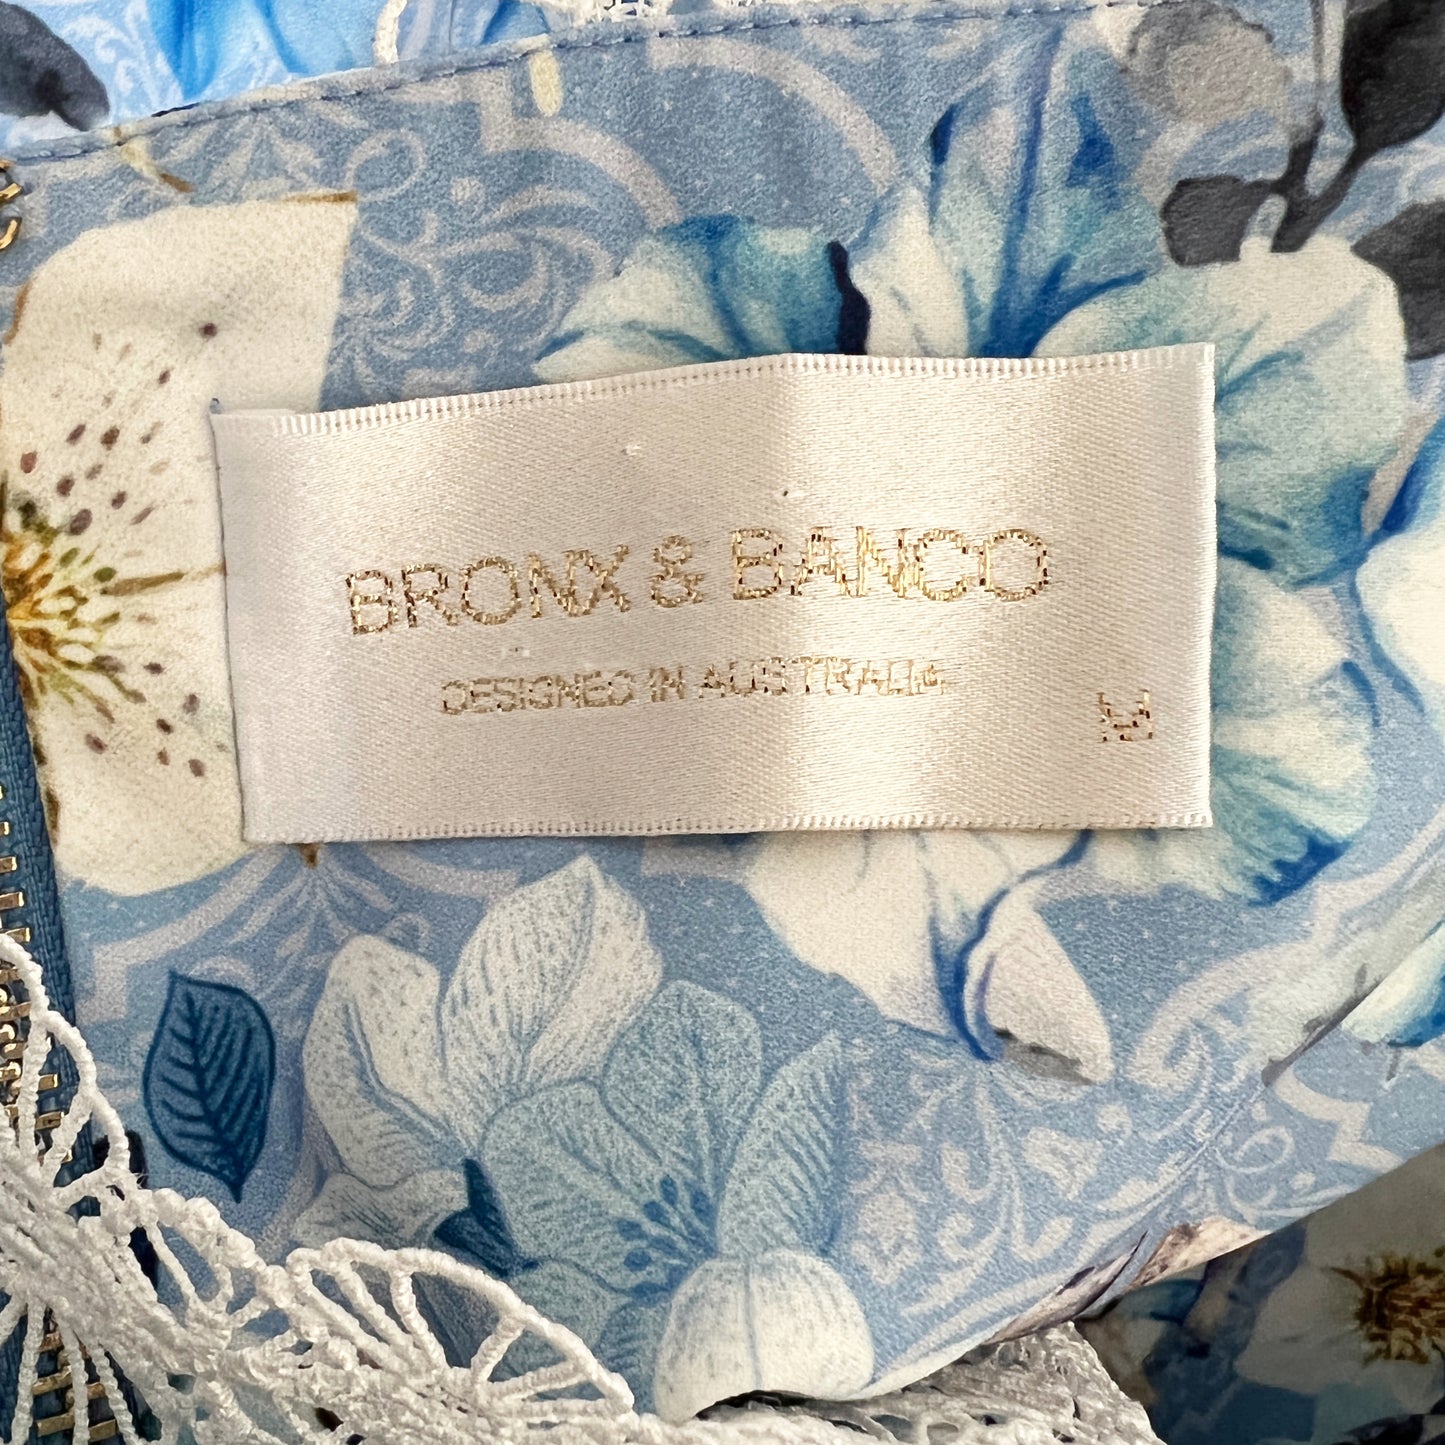 BRONX & BANCO
DESIGNED IN AUSTRALIA
M